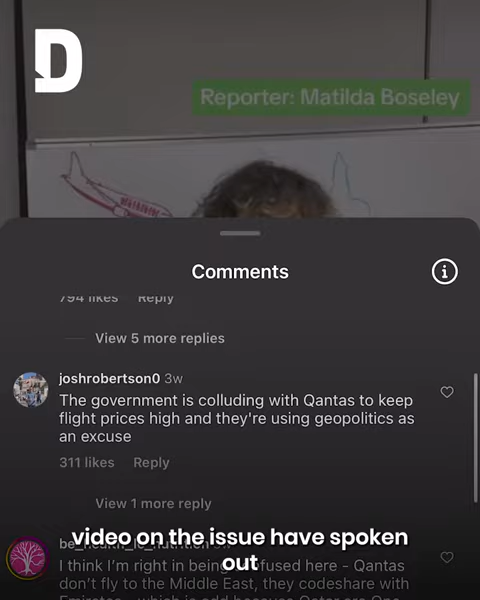 D
Reporter: Matilda Boseley
Comments
794 likes Reply
View 5 more replies
joshrobertson0 3w
The government is colluding with Qantas to keep
flight prices high and they're using geopolitics as
an excuse
311 likes Reply
View 1 more reply
video on the issue have spoken
out
I think I'm right in being confused here - Qantas
don't fly to the Middle East, they codeshare with